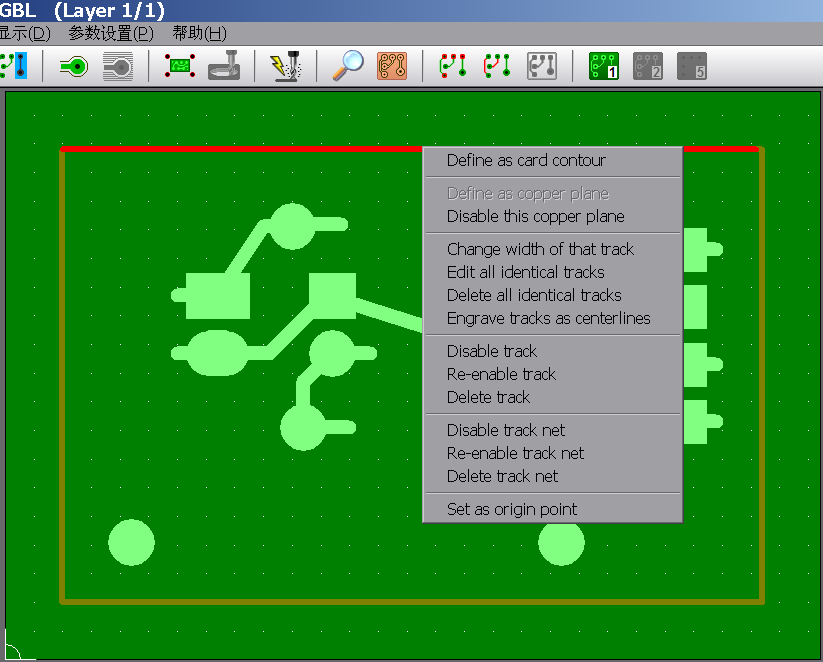 GBL (Layer 1/1)
显示(D) 参数设置(P) 帮助(H)
1 2 5
Define as card contour
Define as copper plane
Disable this copper plane
Change width of that track
Edit all identical tracks
Delete all identical tracks
Engrave tracks as centerlines
Disable track
Re-enable track
Delete track
Disable track net
Re-enable track net
Delete track net
Set as origin point